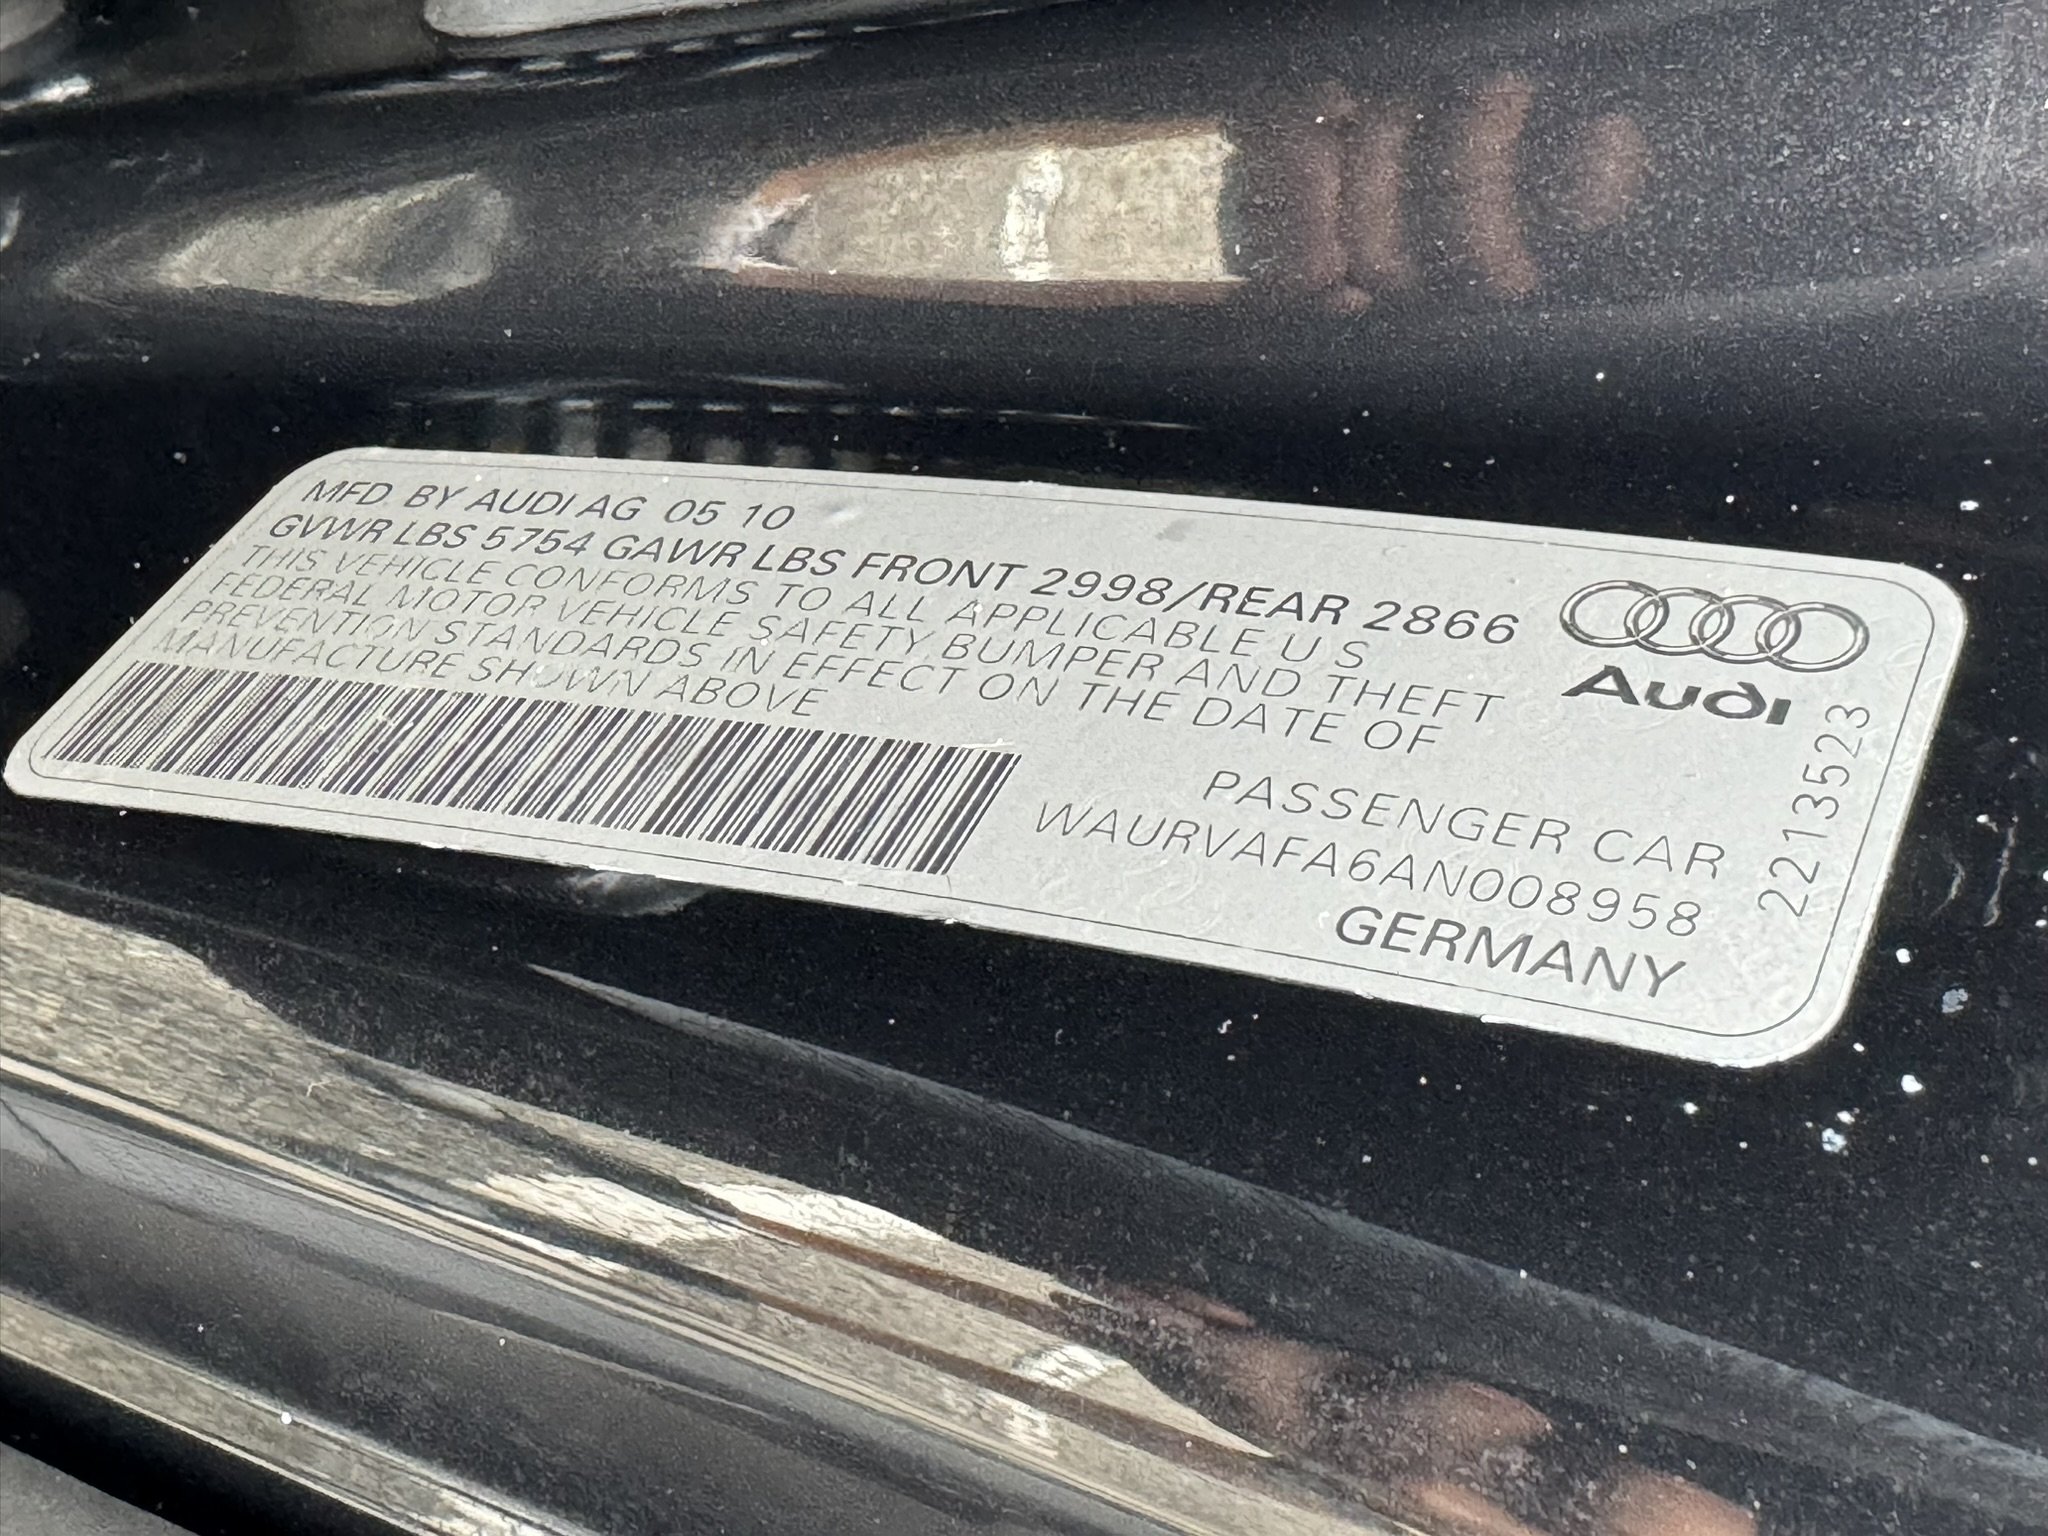 MFD. BY AUDI AG 05 10
GVWR LBS 5754 GAWR LBS FRONT 2998/REAR 2866
THIS VEHICLE CONFORMS TO ALL APPLICABLE U S
FEDERAL MOTOR VEHICLE SAFETY, BUMPER AND THEFT
PREVENTION STANDARDS IN EFFECT ON THE DATE OF
MANUFACTURE SHOWN ABOVE
Audi
PASSENGER CAR
WAURVAFA6AN008958
GERMANY
2213523